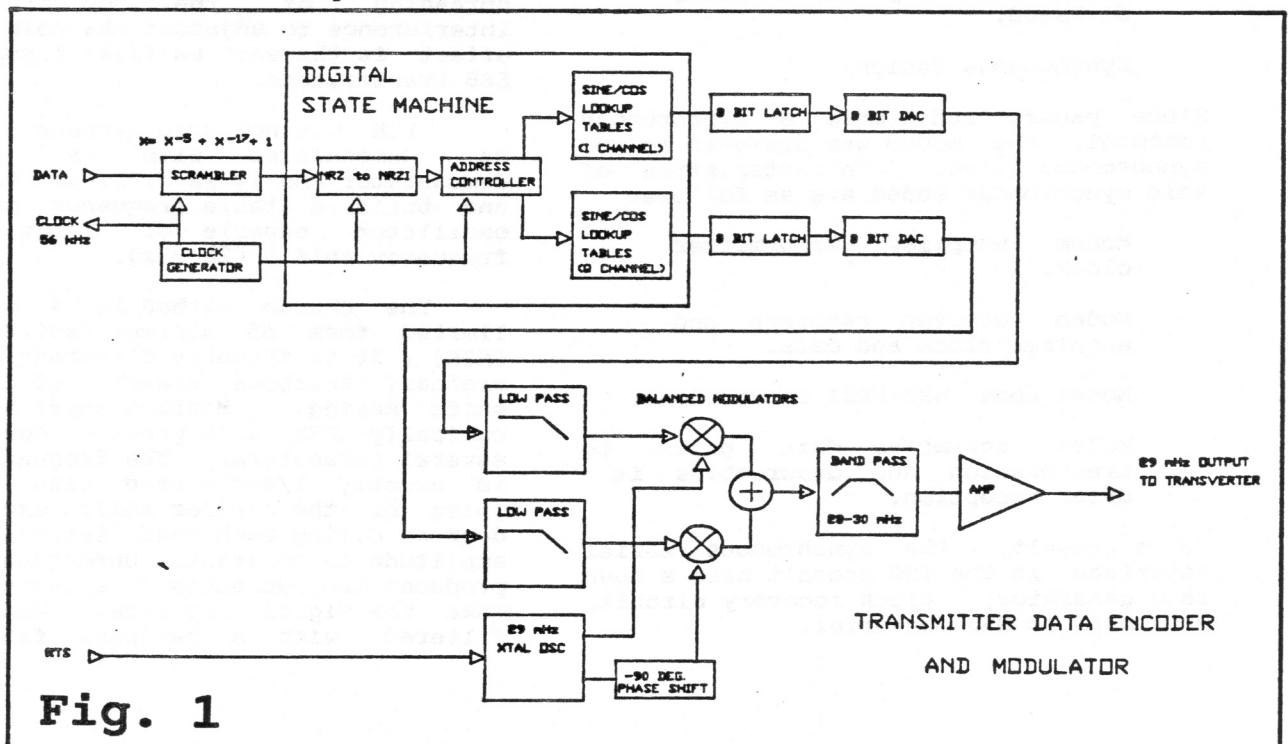 DIGITAL
STATE MACHINE
X= X⁻⁵ + X⁻¹⁷+ 1
DATA
SCRAMBLER
NRZ to NRZI
ADDRESS
CONTROLLER
CLOCK
56 kHz
CLOCK
GENERATOR
SINE/COS
LOOKUP
TABLES
(I CHANNEL)
8 BIT LATCH
8 BIT DAC
SINE/COS
LOOKUP
TABLES
(Q CHANNEL)
8 BIT LATCH
8 BIT DAC
LOW PASS
BALANCED MODULATORS
BAND PASS
29-30 mHz
AMP
29 mHz OUTPUT
TO TRANSVERTER
LOW PASS
RTS
29 mHz
XTAL OSC
-90 DEG.
PHASE SHIFT
TRANSMITTER DATA ENCODER
AND MODULATOR
Fig. 1